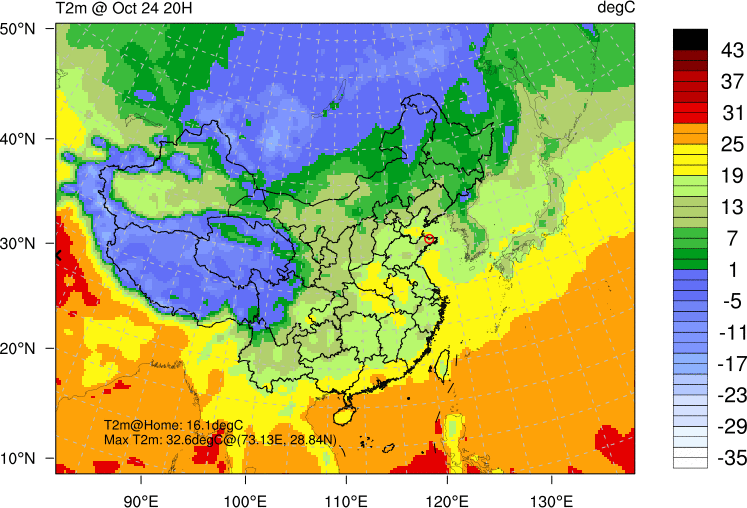 T2m @ Oct 24 20H
degC
50°N
40°N
30°N
20°N
10°N
T2m@Home: 16.1degC
Max T2m: 32.6degC@(73.13E, 28.84N)
90°E
100°E
110°E
120°E
130°E
43
37
31
25
19
13
7
1
-5
-11
-17
-23
-29
-35